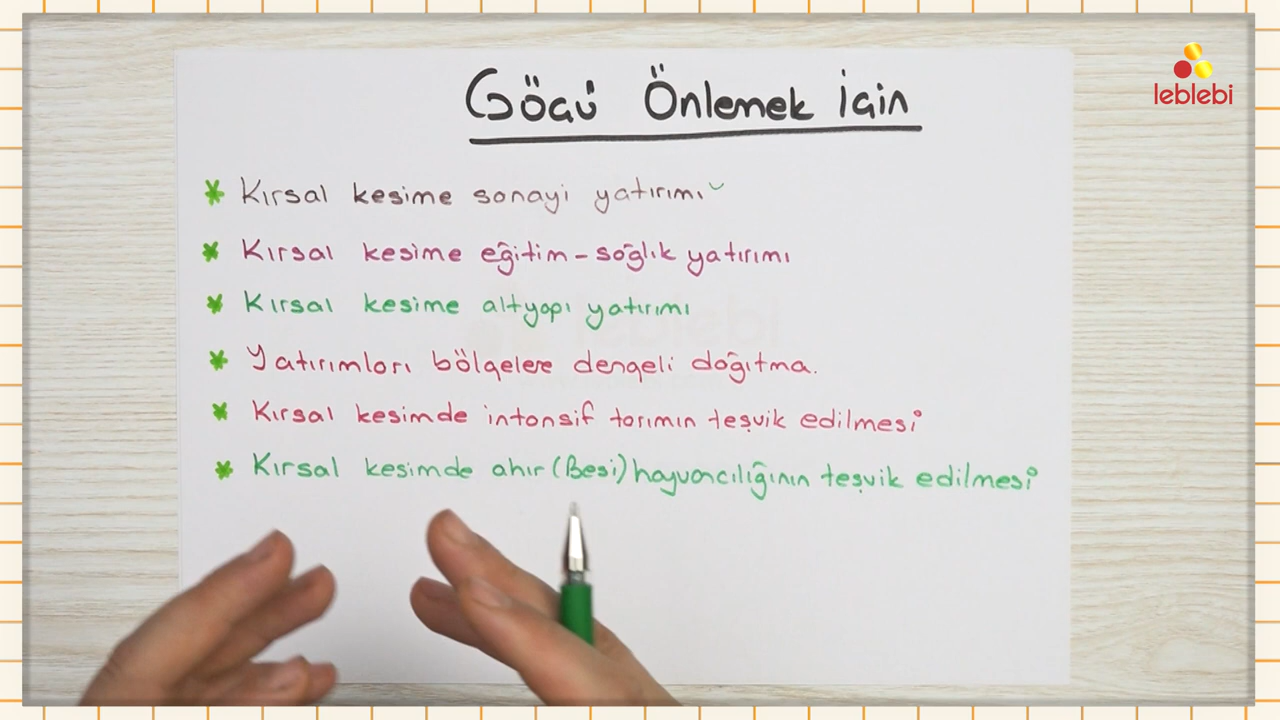 leblebi
Göçü Önlemek İçin
* Kırsal kesime sanayi yatırımı
* Kırsal kesime eğitim-sağlık yatırımı
* Kırsal kesime altyapı yatırımı
* Yatırımları bölgelere dengeli dağıtma.
* Kırsal kesimde intansif tarımın teşvik edilmesi
* Kırsal kesimde ahır (Besi) hayvancılığının teşvik edilmesi